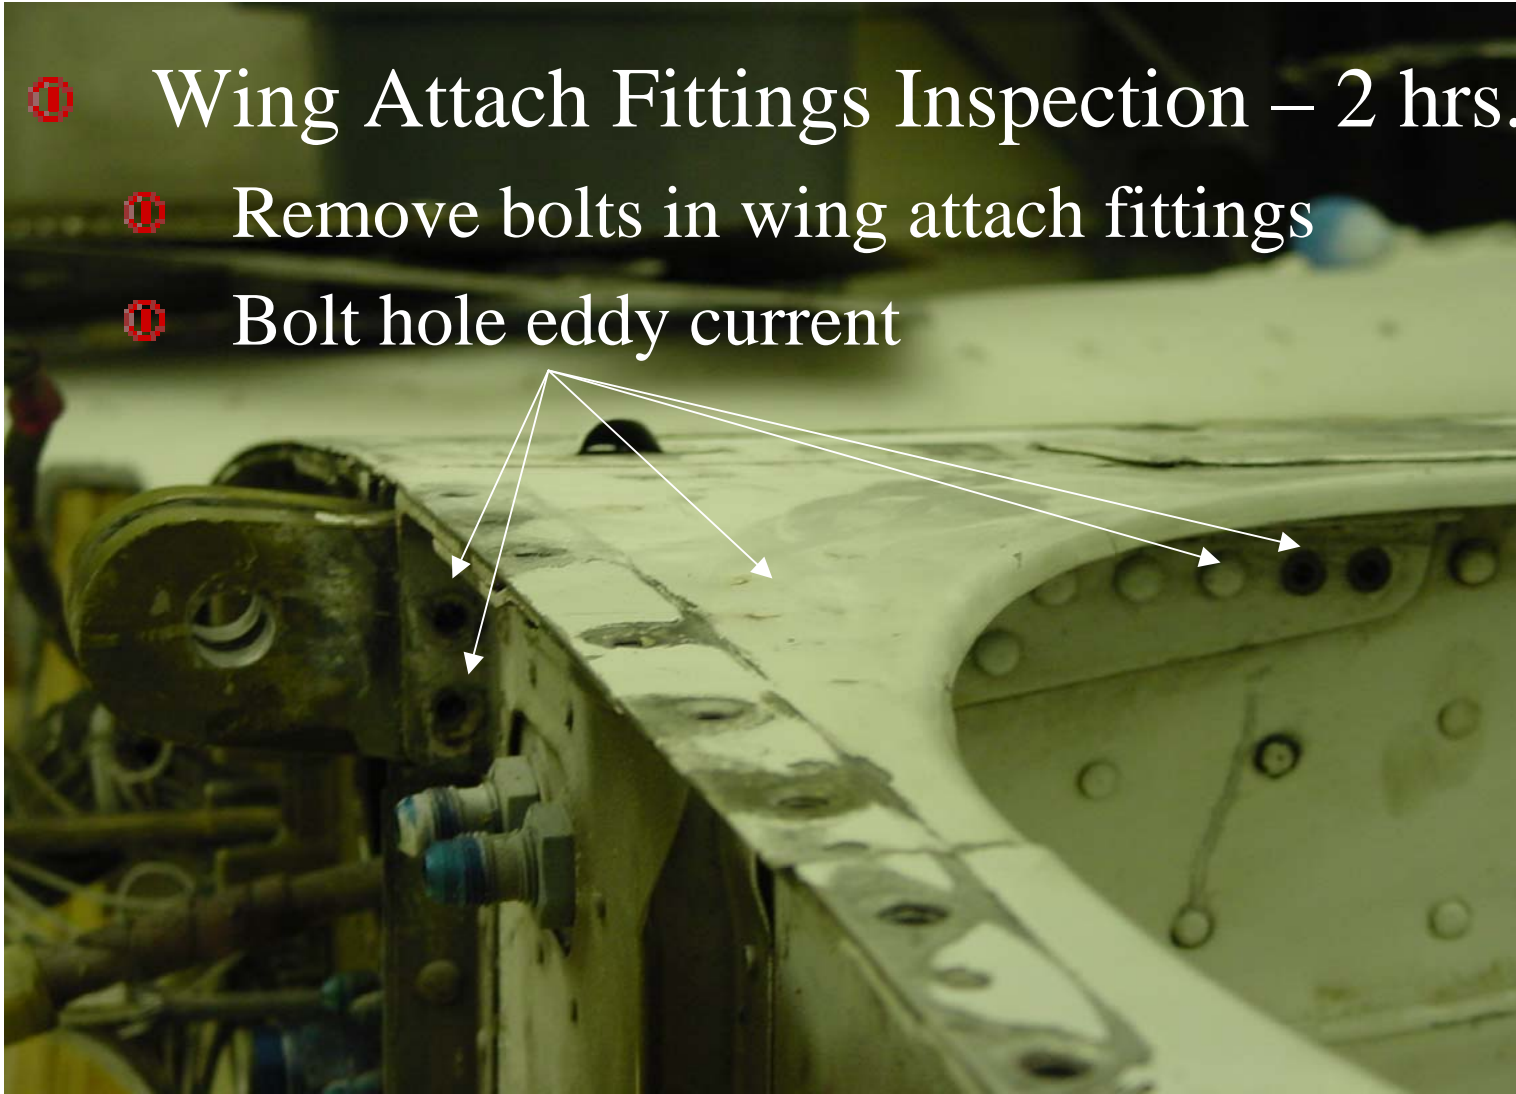 Wing Attach Fittings Inspection – 2 hrs.
Remove bolts in wing attach fittings
Bolt hole eddy current